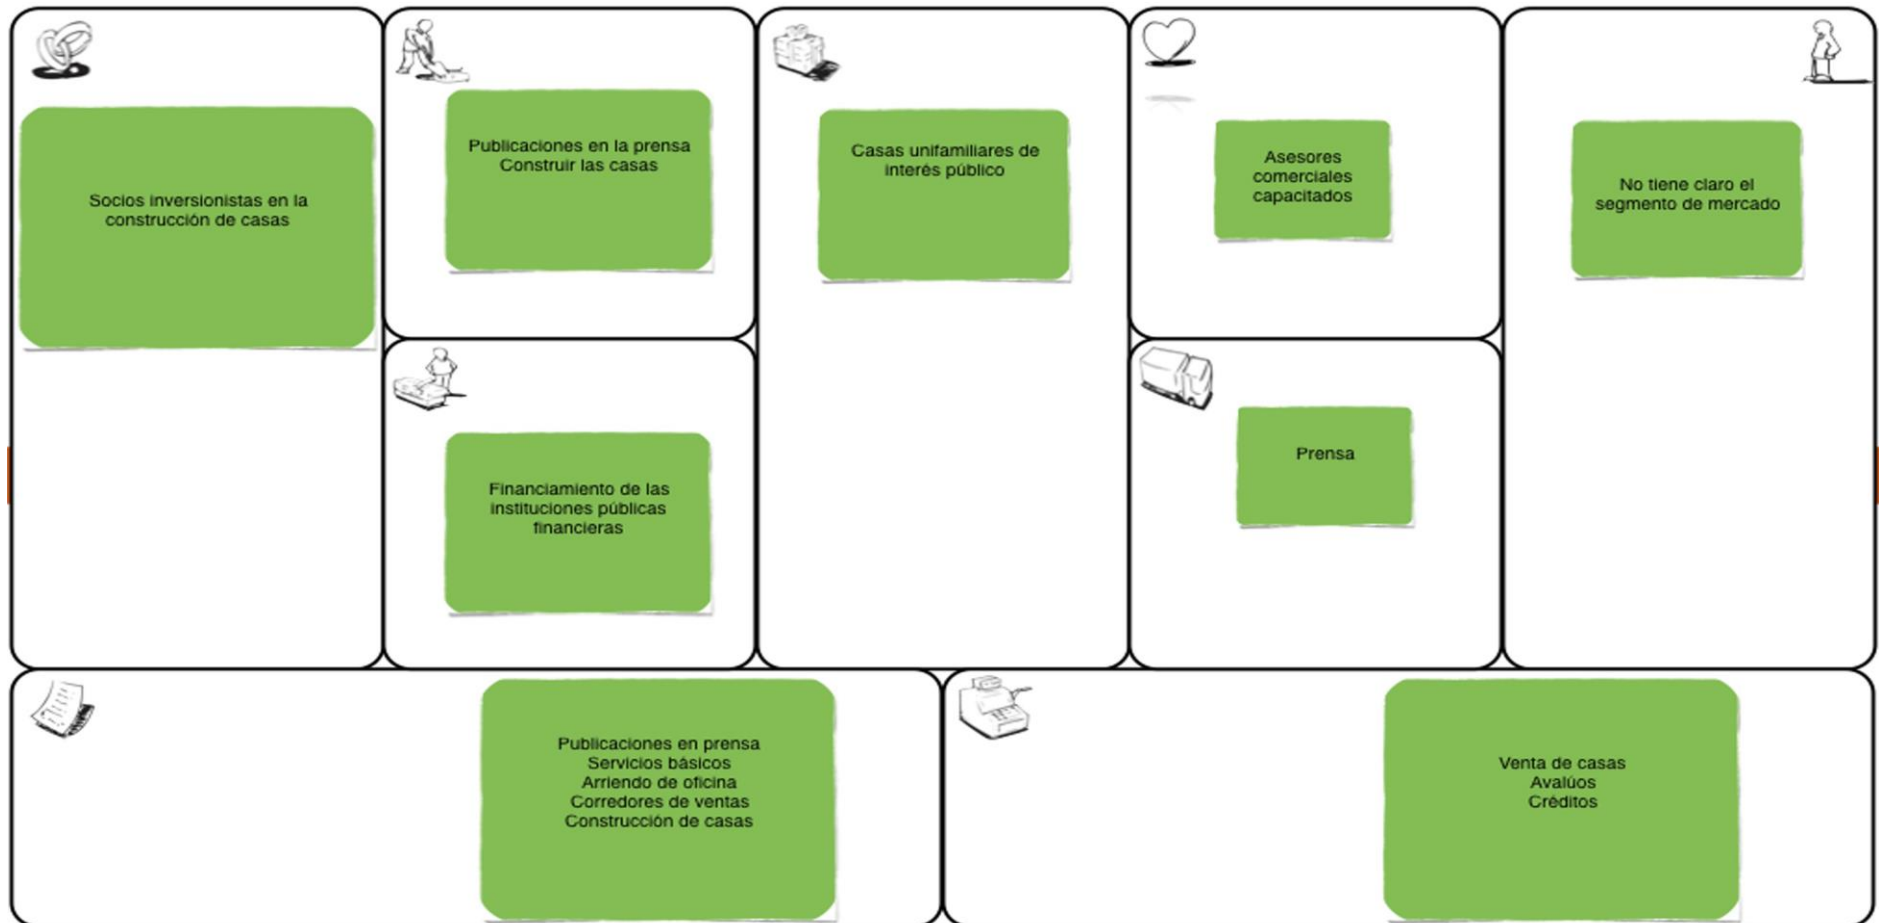 Socios inversionistas en la
construcción de casas
Publicaciones en la prensa
Construir las casas
Financiamiento de las
instituciones públicas
financieras
Casas unifamiliares de
interés público
Asesores
comerciales
capacitados
Prensa
No tiene claro el
segmento de mercado
Publicaciones en prensa
Servicios básicos
Arriendo de oficina
Corredores de ventas
Construcción de casas
Venta de casas
Avalúos
Créditos